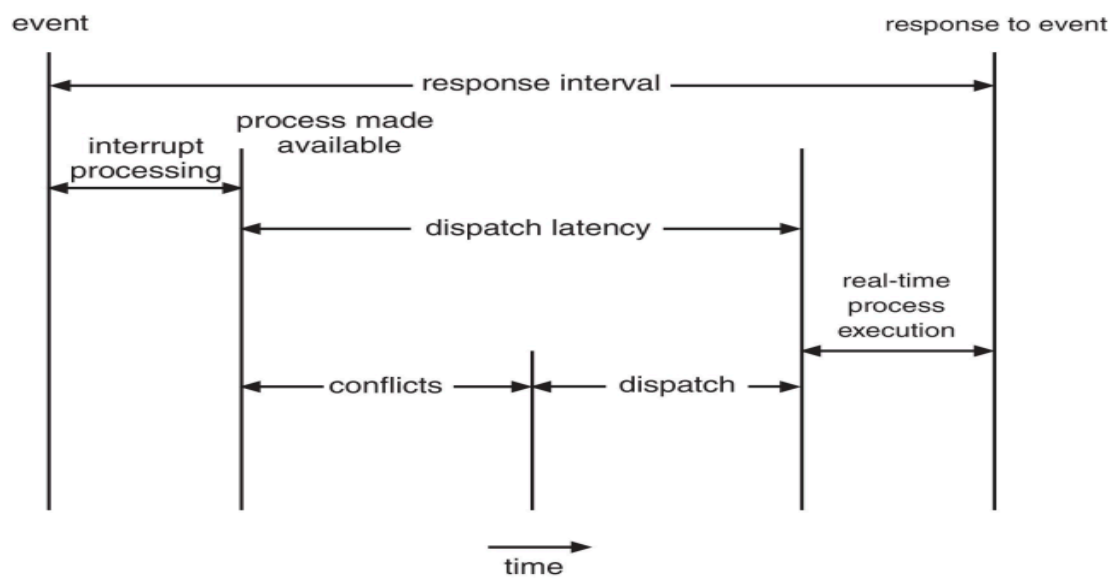 event
response to event
response interval
process made
available
interrupt
processing
dispatch latency
real-time
process
execution
conflicts
dispatch
time